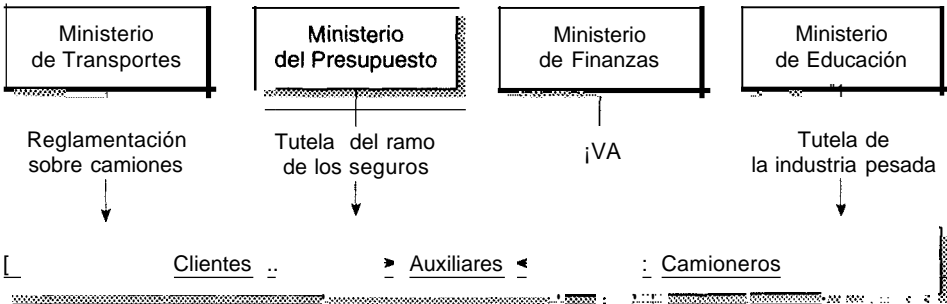 Ministerio
de Transportes
Ministerio
del Presupuesto
Ministerio
de Finanzas
Ministerio
de Educación
Reglamentación
sobre camiones
Tutela del ramo
de los seguros
¡VA
Tutela de
la industria pesada
[ Clientes .. Auxiliares : Camioneros